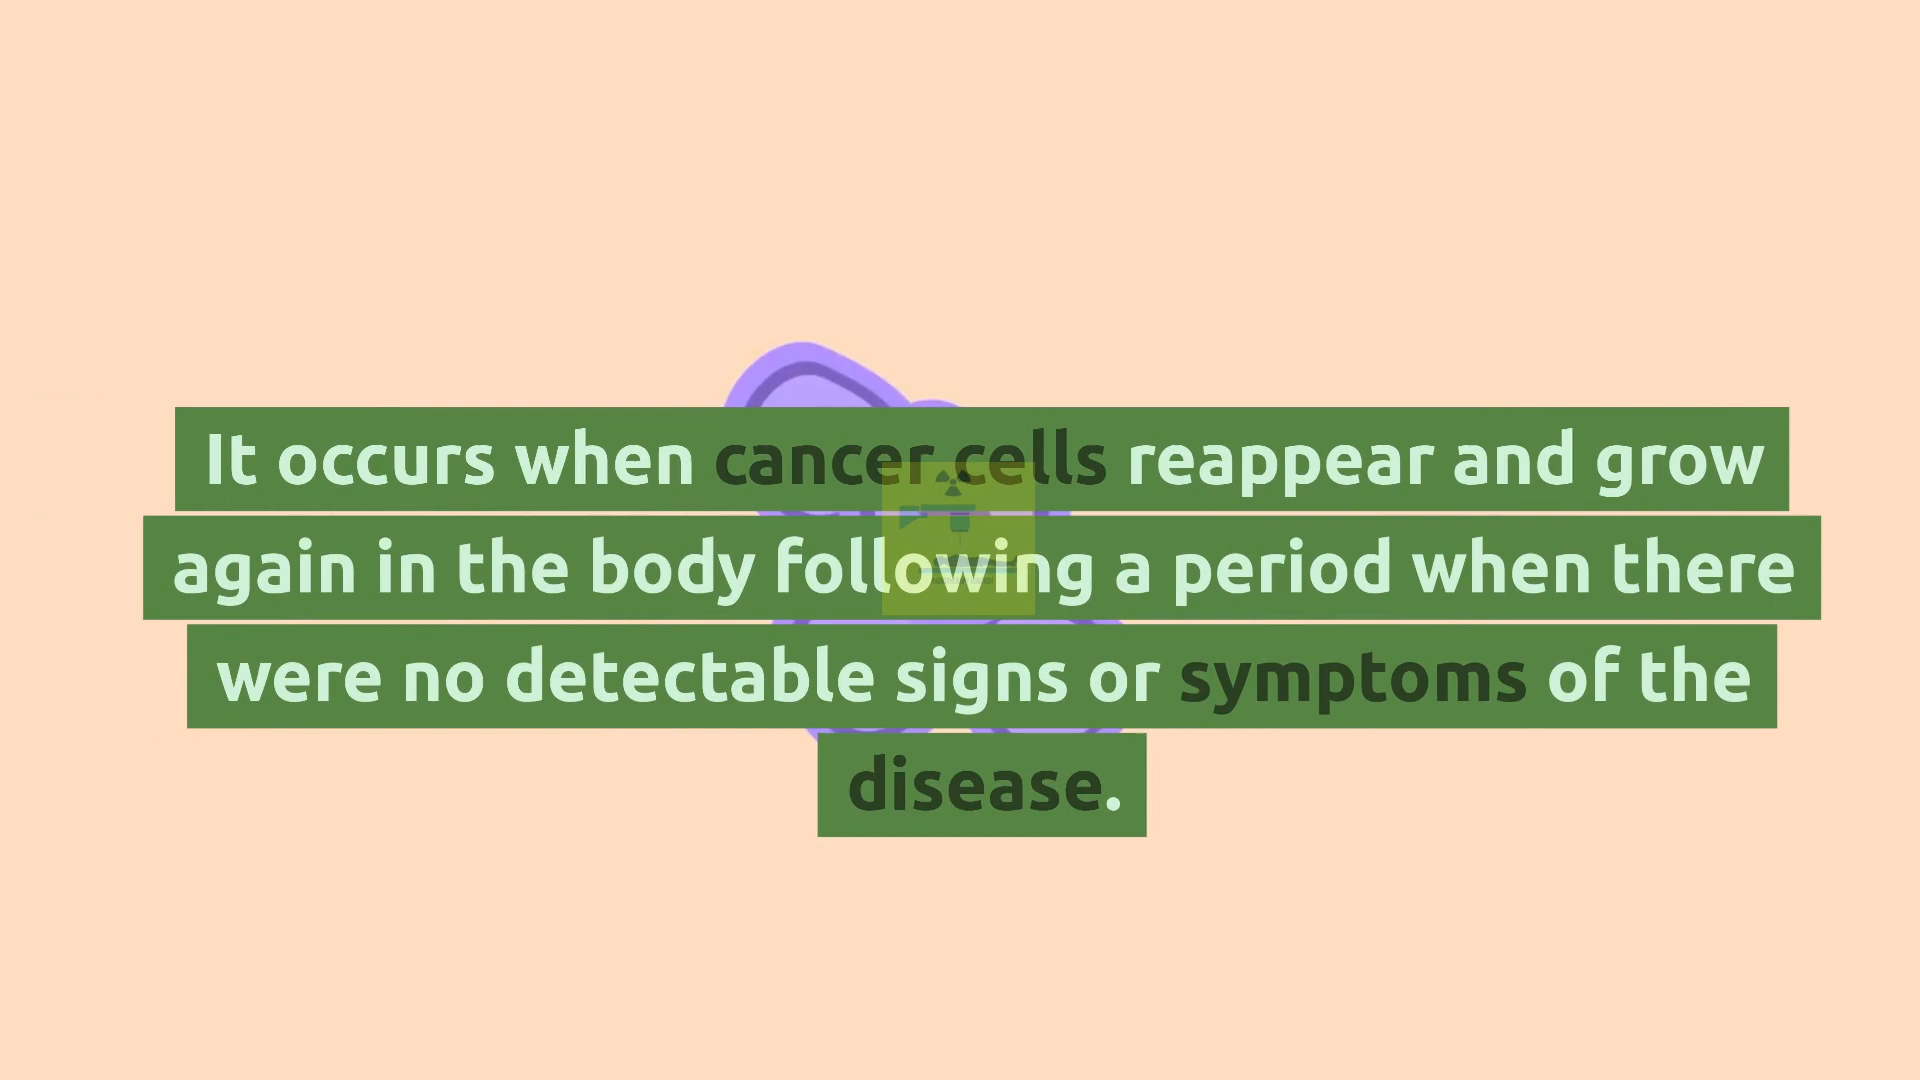 It occurs when cancer cells reappear and grow
again in the body following a period when there
were no detectable signs or symptoms of the
disease.